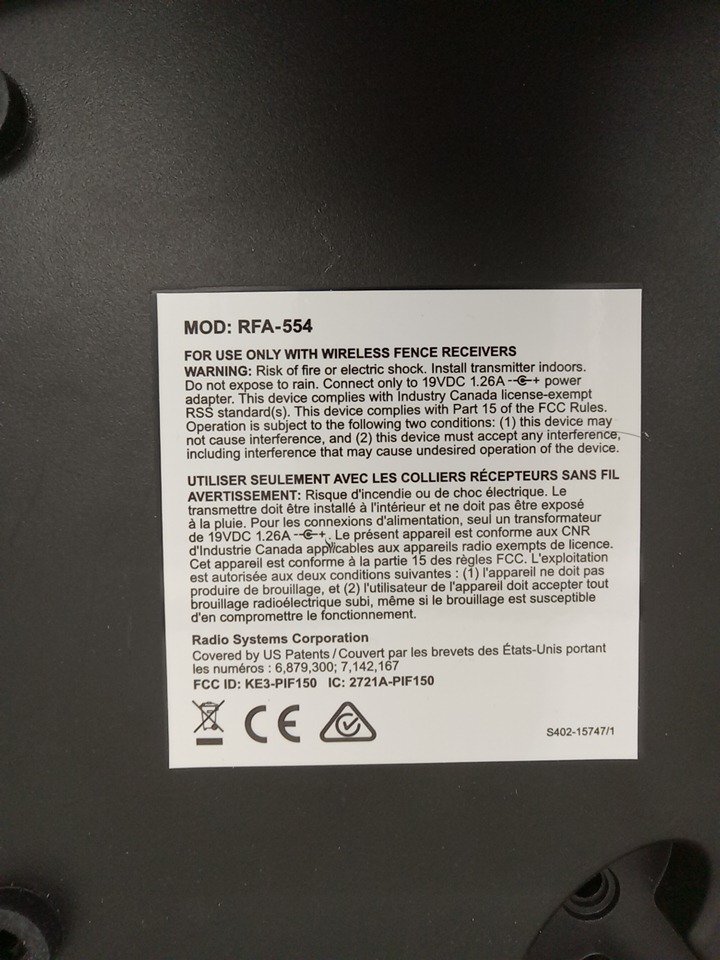 MOD: RFA-554
FOR USE ONLY WITH WIRELESS FENCE RECEIVERS
WARNING: Risk of fire or electric shock. Install transmitter indoors.
Do not expose to rain. Connect only to 19VDC 1.26A + power
adapter. This device complies with Industry Canada license-exempt
RSS standard(s). This device complies with Part 15 of the FCC Rules.
Operation is subject to the following two conditions: (1) this device may
not cause interference, and (2) this device must accept any interference,
including interference that may cause undesired operation of the device.
UTILISER SEULEMENT AVEC LES COLLIERS RÉCEPTEURS SANS FIL
AVERTISSEMENT: Risque d'incendie ou de choc électrique. Le
transmettre doit être installé à l'intérieur et ne doit pas être exposé
à la pluie. Pour les connexions d'alimentation, seul un transformateur
de 19VDC 1.26A + . Le présent appareil est conforme aux CNR
d'Industrie Canada applicables aux appareils radio exempts de licence.
Cet appareil est conforme à la partie 15 des règles FCC. L'exploitation
est autorisée aux deux conditions suivantes : (1) l'appareil ne doit pas
produire de brouillage, et (2) l'utilisateur de l'appareil doit accepter tout
brouillage radioélectrique subi, même si le brouillage est susceptible
d'en compromettre le fonctionnement.
Radio Systems Corporation
Covered by US Patents / Couvert par les brevets des États-Unis portant
les numéros : 6,879,300; 7,142,167
FCC ID: KE3-PIF150 IC: 2721A-PIF150
CE
S402-15747/1